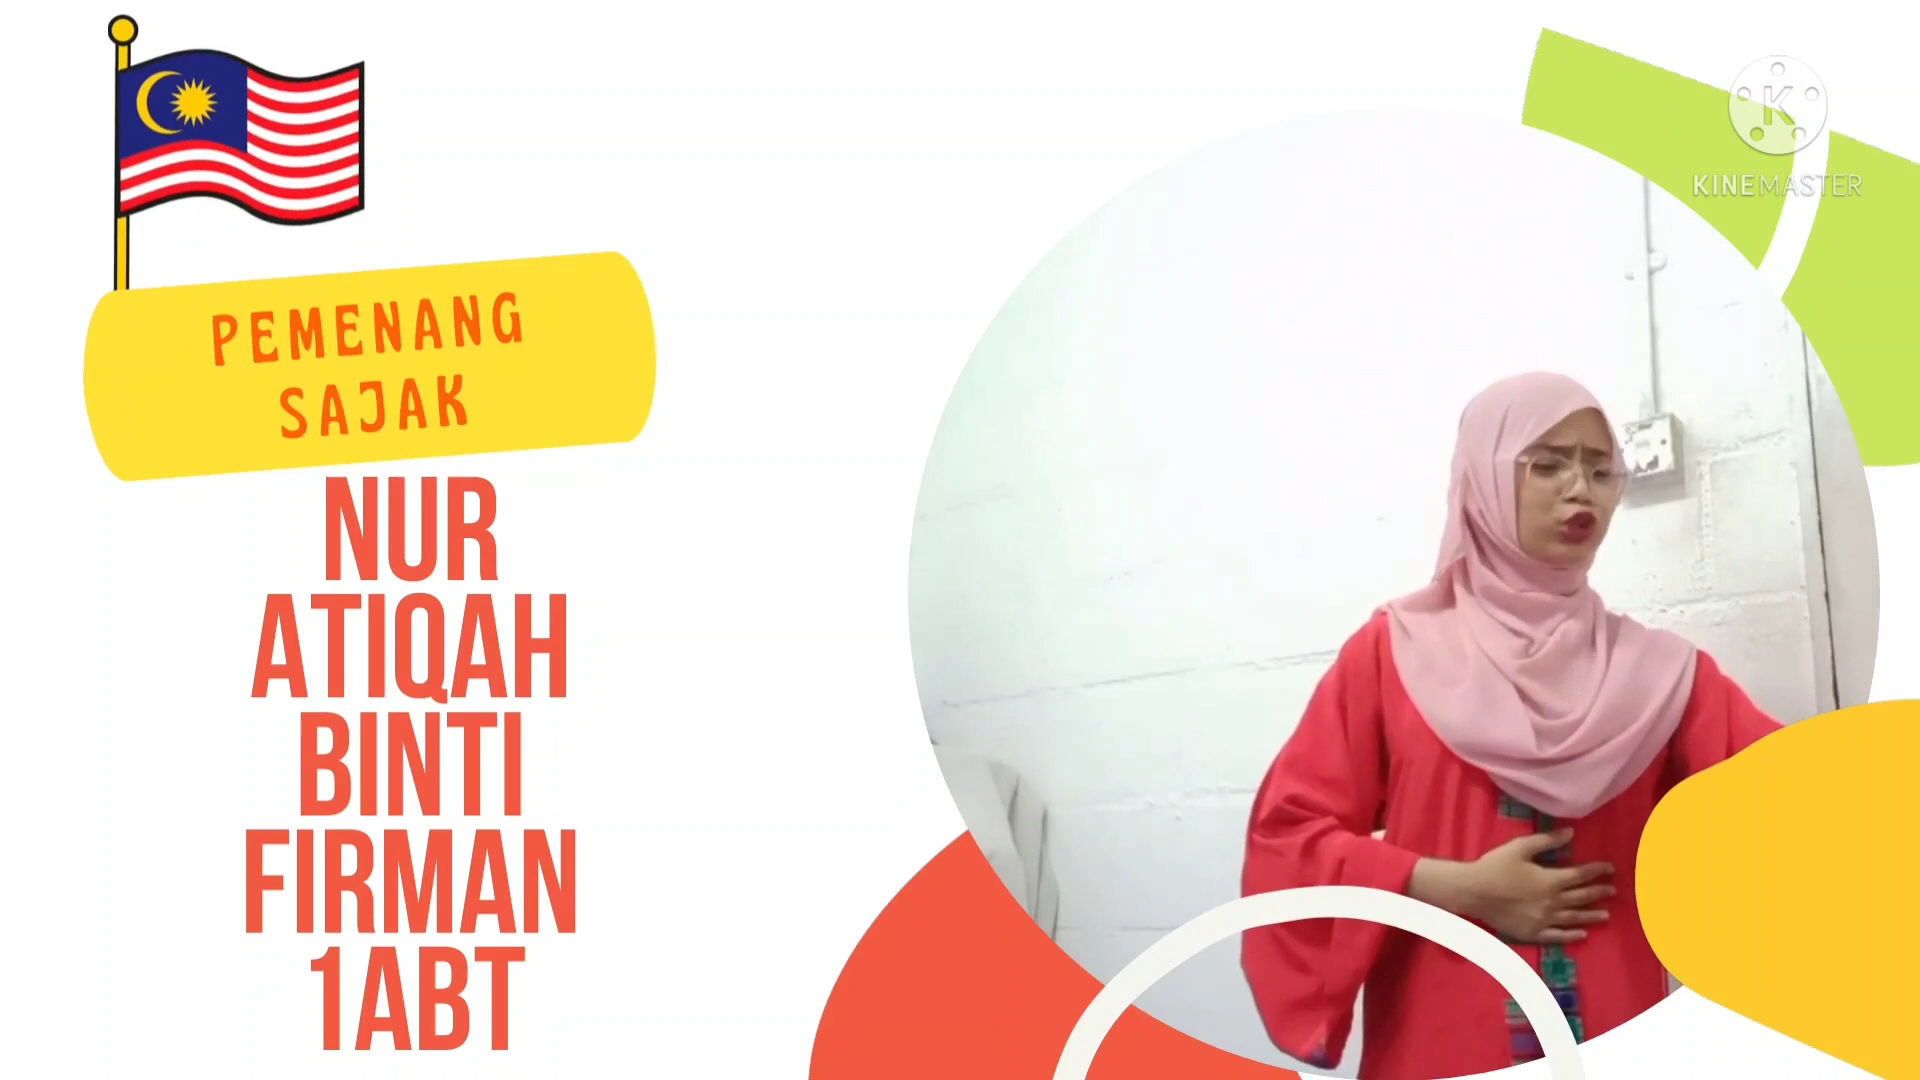 PEMENANG
SAJAK
NUR
ATIQAH
BINTI
FIRMAN
1ABT
K
KINEMASTER